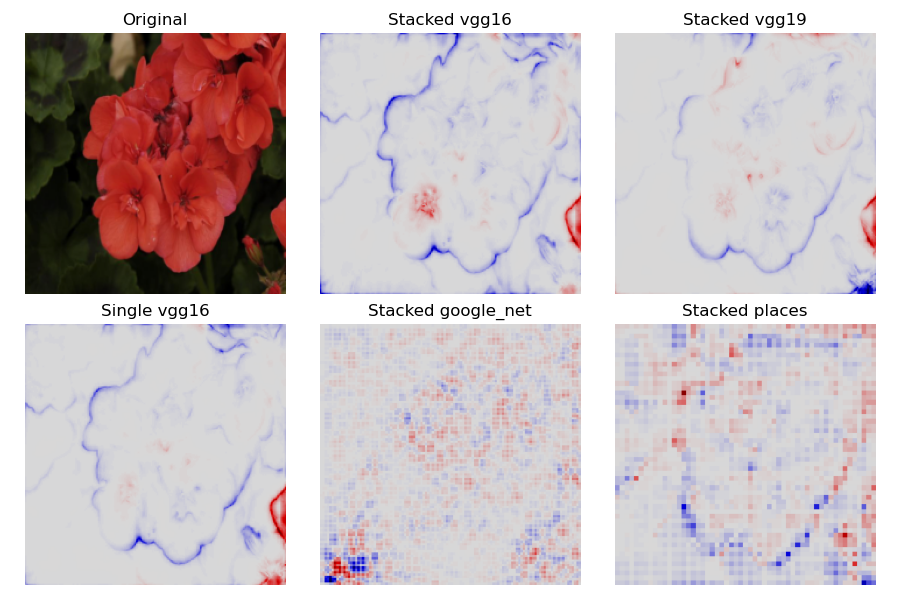 Original
Stacked vgg16
Stacked vgg19
Single vgg16
Stacked google_net
Stacked places